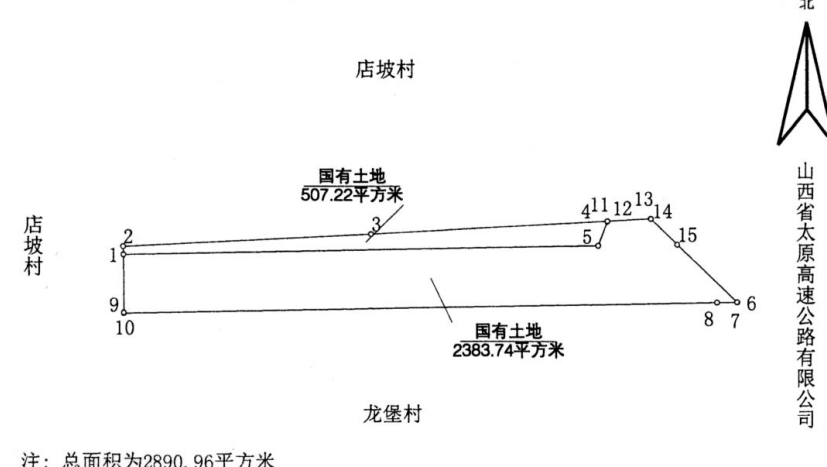 北
店坡村
国有土地
507.22平方米
店坡村
山西省太原高速公路有限公司
2
3
4
11
12
13
14
1
5
15
9
10
8
7
6
国有土地
2383.74平方米
龙堡村
注：总面积为2890.96平方米